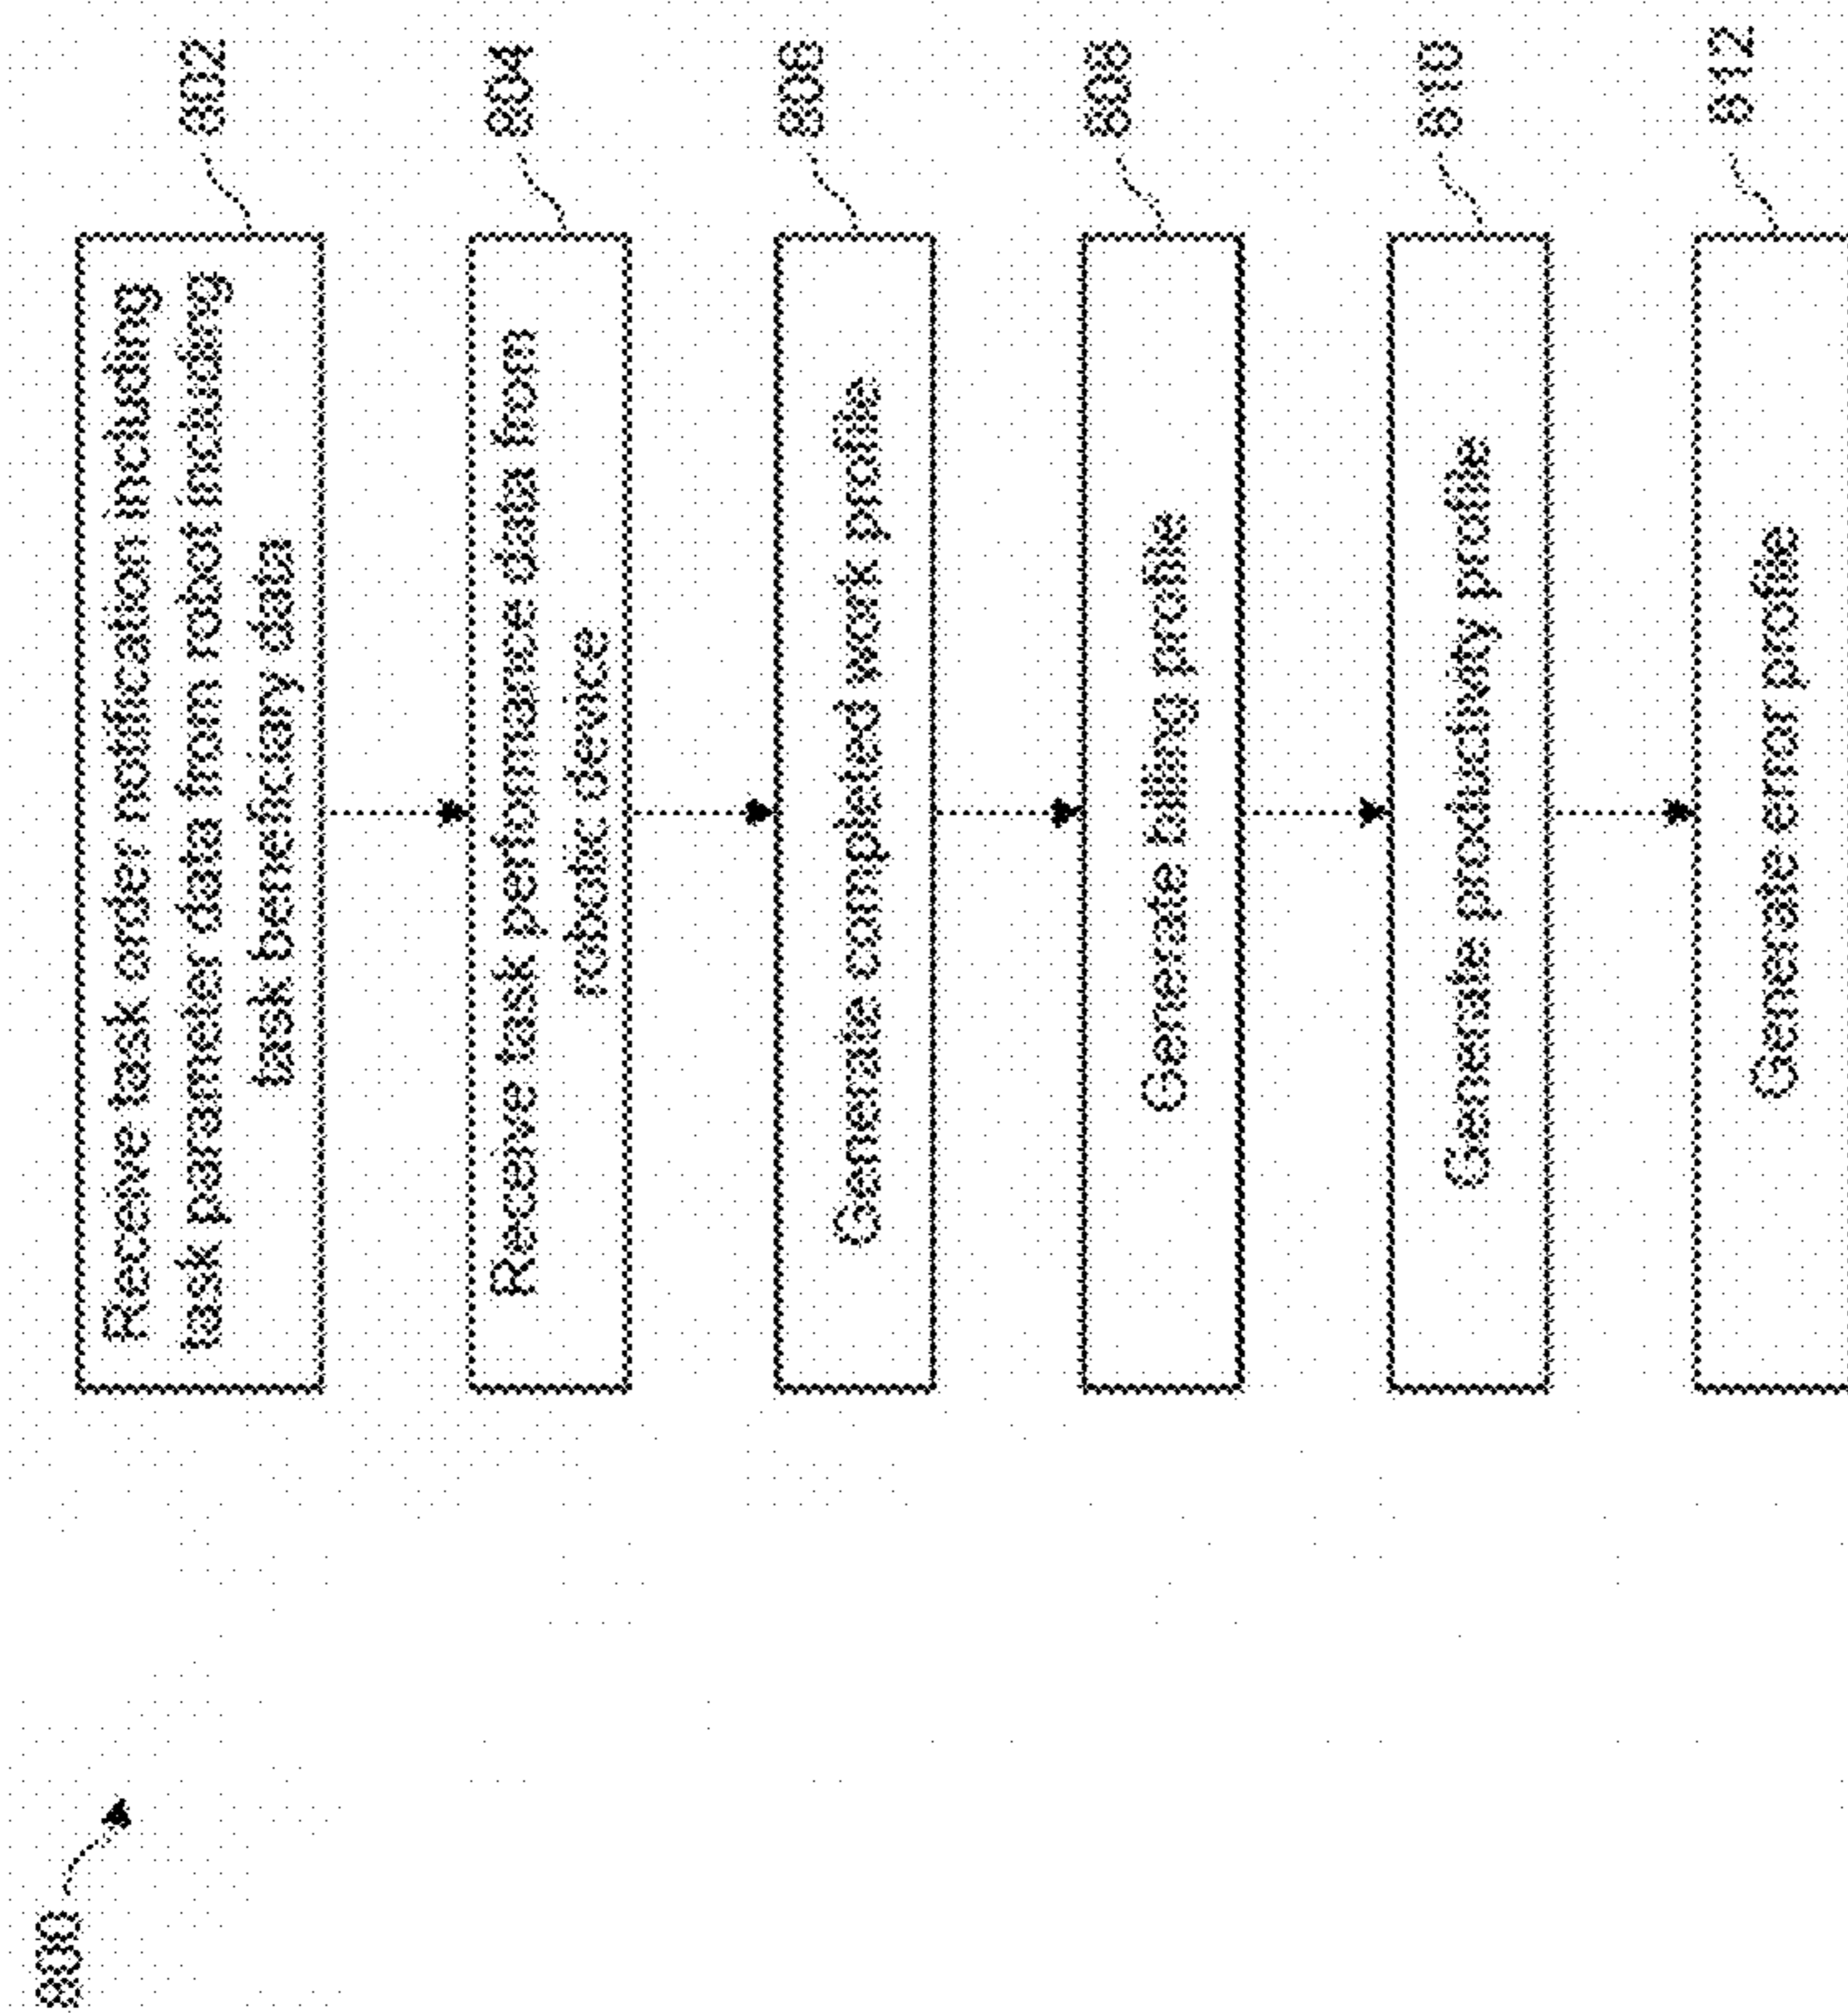 800
Receive task order notification including
task parameter data from robot including
task beneficiary data
802
Receive task performance data from
robotic device
804
Generate completed work profile
806
Generate billing profile
808
Generate productivity profile
810
Generate error profile
812